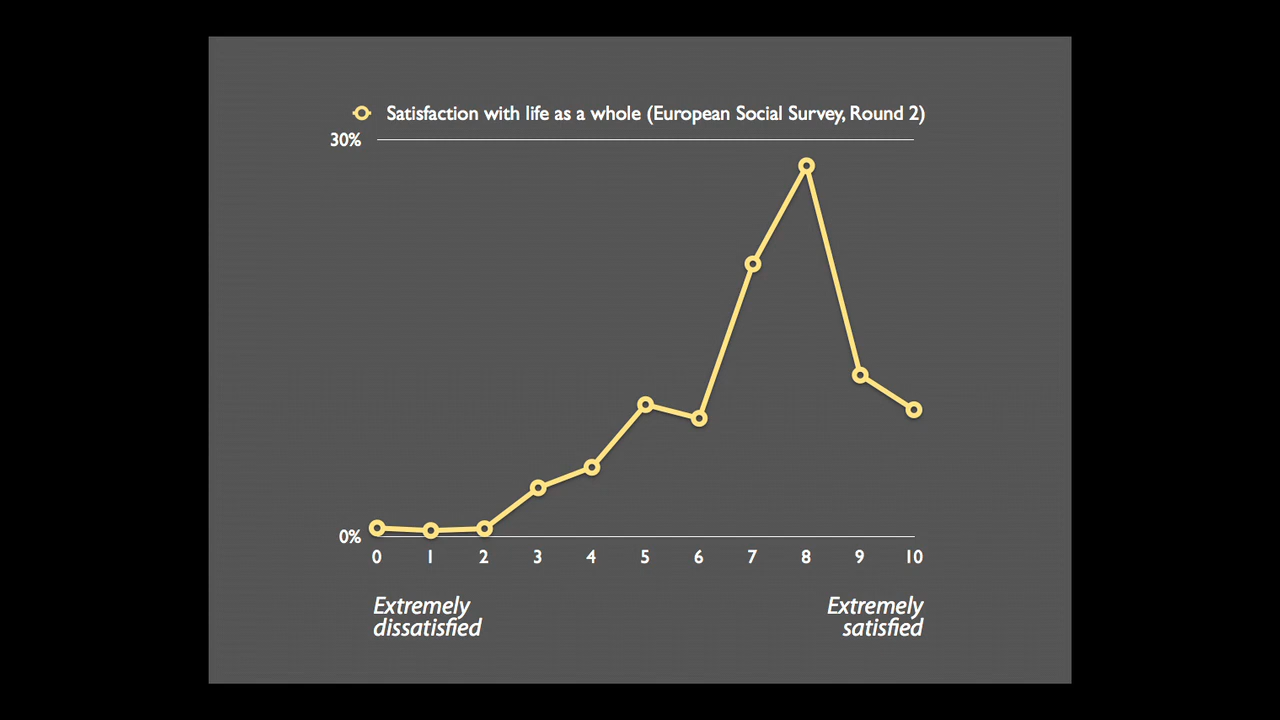 Satisfaction with life as a whole (European Social Survey, Round 2)
30%
0%
0 1 2 3 4 5 6 7 8 9 10
Extremely
dissatisfied
Extremely
satisfied